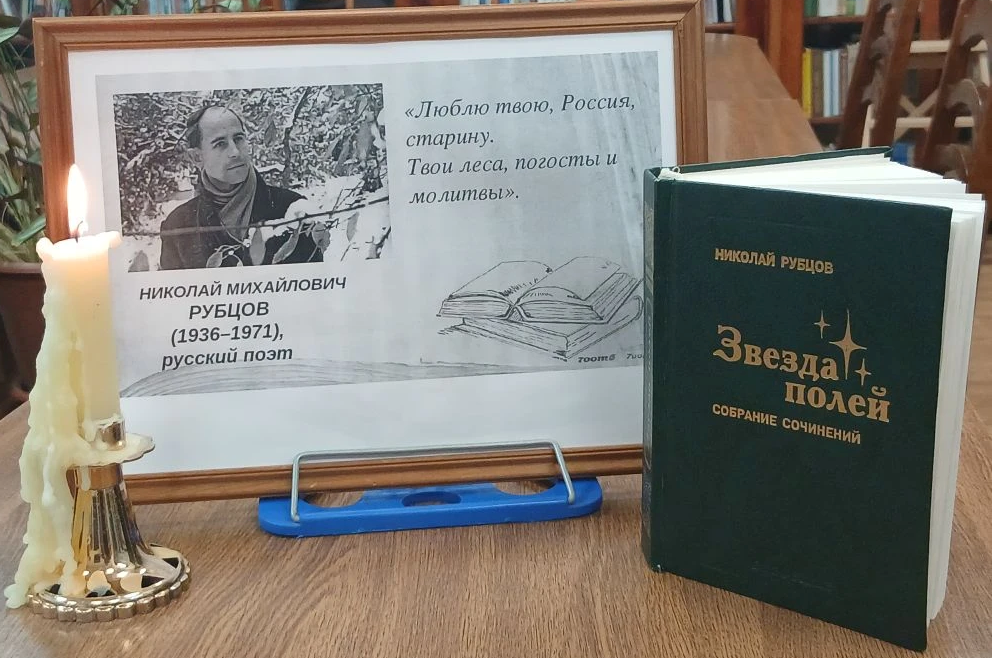 «Люблю твою, Россия,
старину.
Твои леса, погосты и
молитвы».
НИКОЛАЙ МИХАЙЛОВИЧ
РУБЦОВ
(1936–1971),
русский поэт
НИКОЛАЙ РУБЦОВ
Звезда
полей
СОБРАНИЕ СОЧИНЕНИЙ